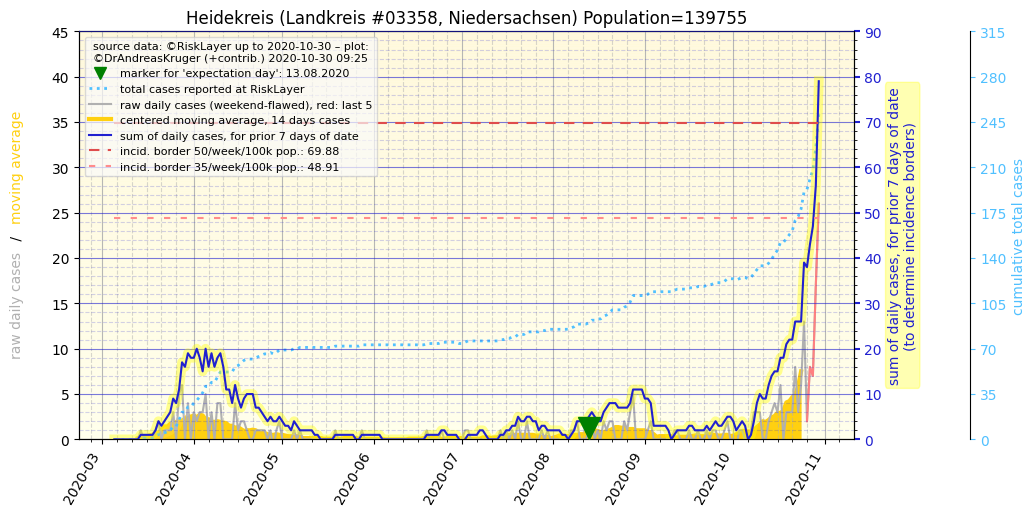 Heidekreis (Landkreis #03358, Niedersachsen) Population=139755
source data: ©RiskLayer up to 2020-10-30 – plot:
©DrAndreasKruger (+contrib.) 2020-10-30 09:25
marker for 'expectation day': 13.08.2020
total cases reported at RiskLayer
raw daily cases (weekend-flawed), red: last 5
centered moving average, 14 days cases
sum of daily cases, for prior 7 days of date
incid. border 50/week/100k pop.: 69.88
incid. border 35/week/100k pop.: 48.91
raw daily cases / moving average
45
40
35
30
25
20
15
10
5
0
2020-03
2020-04
2020-05
2020-06
2020-07
2020-08
2020-09
2020-10
2020-11
90
80
70
60
50
40
30
20
10
0
sum of daily cases, for prior 7 days of date
(to determine incidence borders)
315
280
245
210
175
140
105
70
35
0
cumulative total cases